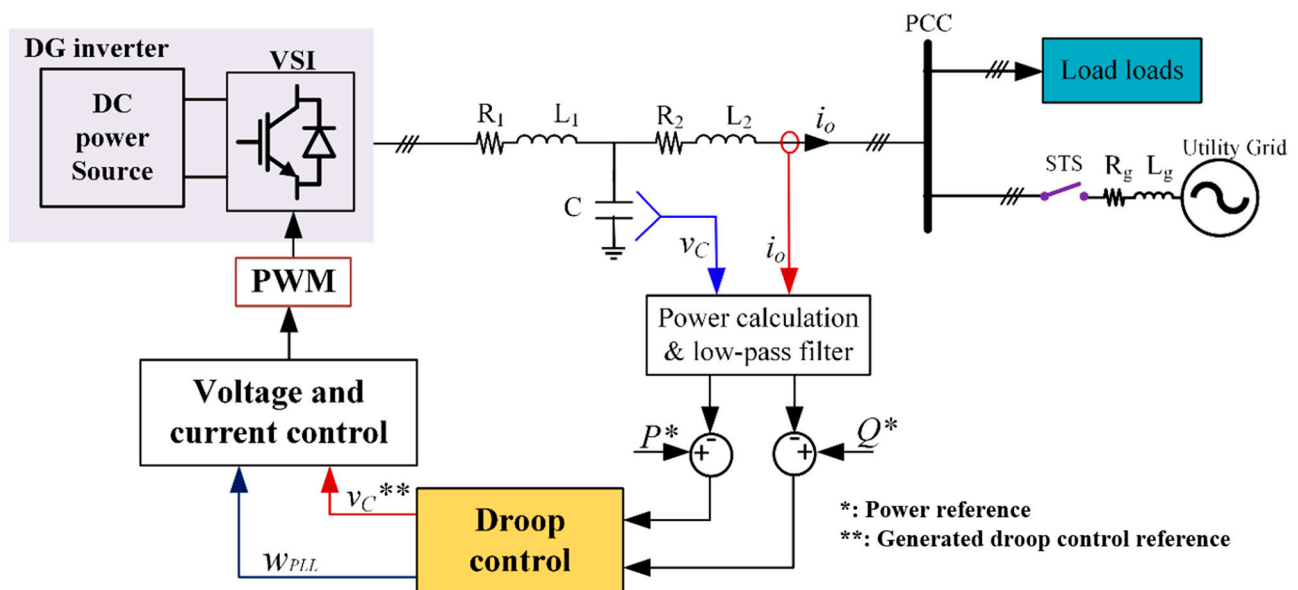 DG inverter
VSI
DC
power
Source
R1
L1
R2
L2
io
C
vC
io
PCC
Load loads
STS
Rg
Lg
Utility Grid
PWM
Power calculation
& low-pass filter
Voltage and
current control
P*
-
+
-
+
Q*
vC**
wPLL
Droop
control
*: Power reference
**: Generated droop control reference